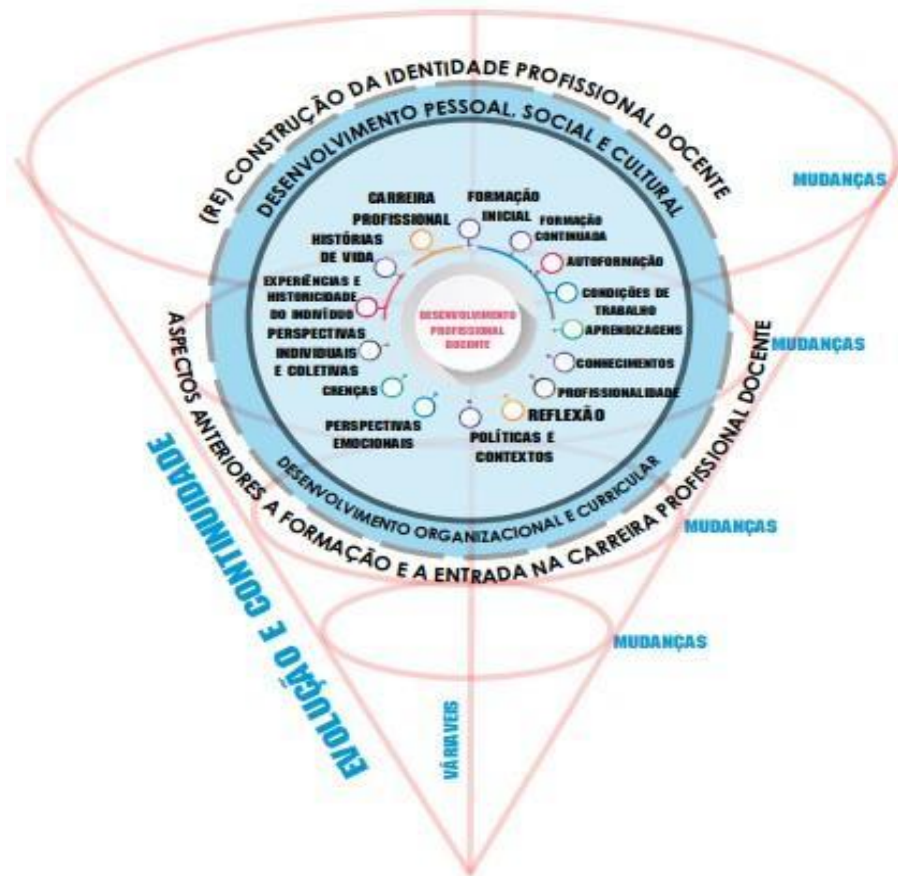 (RE) CONSTRUÇÃO DA IDENTIDADE PROFISSIONAL DOCENTE
DESENVOLVIMENTO PESSOAL, SOCIAL E CULTURAL
MUDANÇAS
CARREIRA
PROFISSIONAL
FORMAÇÃO
INICIAL
FORMAÇÃO
CONTINUADA
HISTÓRIAS
DE VIDA
AUTOFORMAÇÃO
EXPERIÊNCIAS E
HISTORICIDADE
DO INDIVÍDUO
CONDIÇÕES DE
TRABALHO
DESENVOLVIMENTO
PROFISSIONAL
DOCENTE
APRENDIZAGENS
MUDANÇAS
PERSPECTIVAS
INDIVIDUAIS
E COLETIVAS
CONHECIMENTOS
CRENÇAS
PROFISSIONALIDADE
REFLEXÃO
PERSPECTIVAS
EMOCIONAIS
POLÍTICAS E
CONTEXTOS
DESENVOLVIMENTO ORGANIZACIONAL E CURRICULAR
ASPECTOS ANTERIORES A FORMAÇÃO E A ENTRADA NA CARREIRA PROFISSIONAL DOCENTE
MUDANÇAS
EVOLUÇÃO E CONTINUIDADE
MUDANÇAS
VÁRIAVEIS